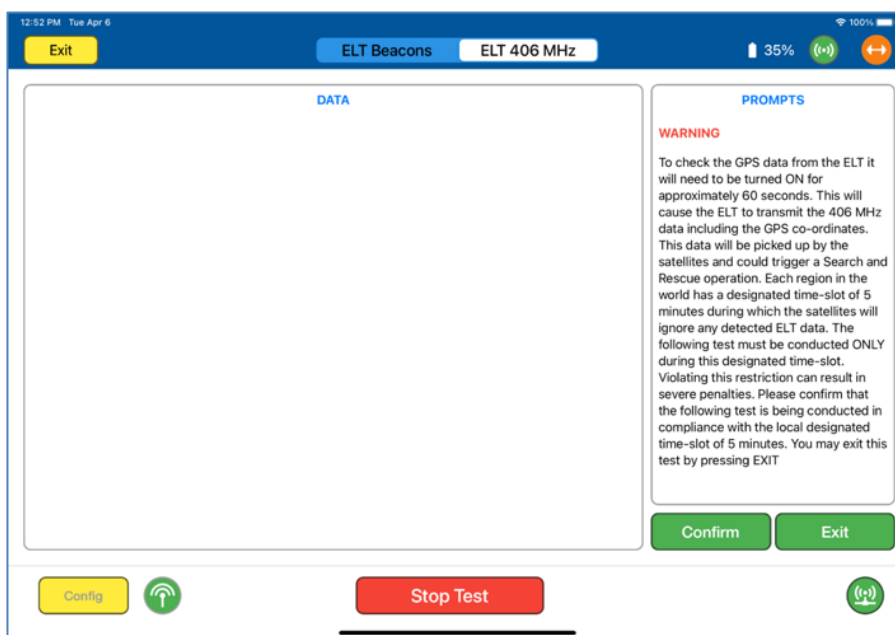 12:52 PM Tue Apr 6
100%
Exit
ELT Beacons
ELT 406 MHz
35%
DATA
PROMPTS
WARNING
To check the GPS data from the ELT it
will need to be turned ON for
approximately 60 seconds. This will
cause the ELT to transmit the 406 MHz
data including the GPS co-ordinates.
This data will be picked up by the
satellites and could trigger a Search and
Rescue operation. Each region in the
world has a designated time-slot of 5
minutes during which the satellites will
ignore any detected ELT data. The
following test must be conducted ONLY
during this designated time-slot.
Violating this restriction can result in
severe penalties. Please confirm that
the following test is being conducted in
compliance with the local designated
time-slot of 5 minutes. You may exit this
test by pressing EXIT
Confirm
Exit
Config
Stop Test